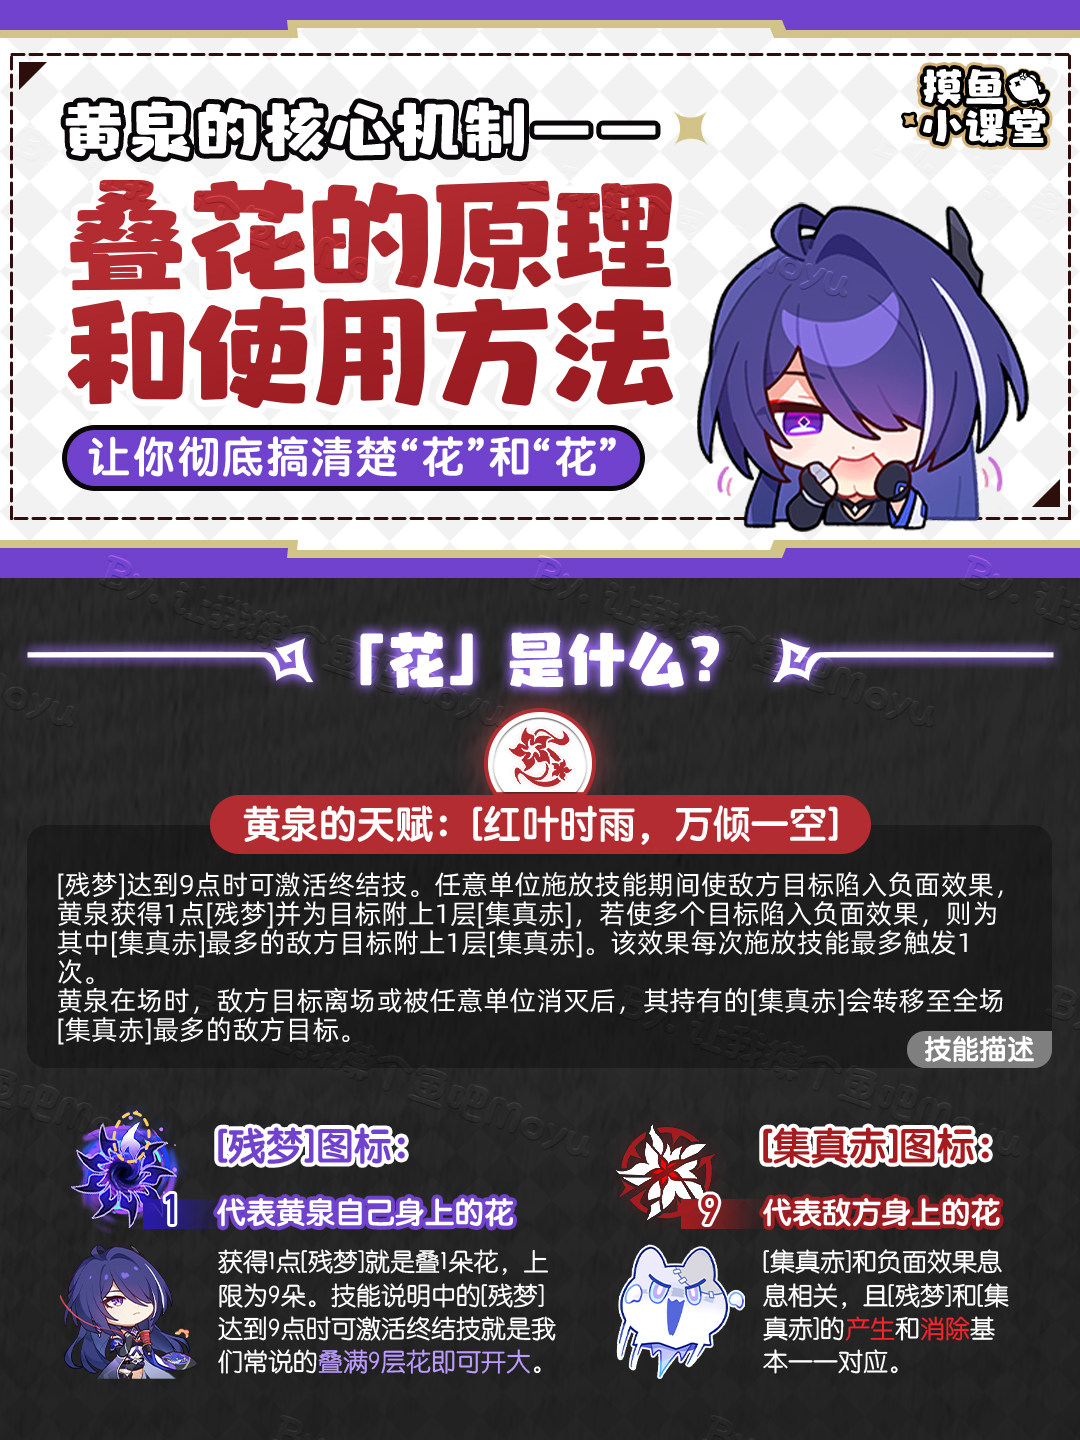 摸鱼
小课堂
黄泉的核心机制——
叠花的原理
和使用方法
让你彻底搞清楚“花”和“花”
「花」是什么?
黄泉的天赋：[红叶时雨，万倾一空]
[残梦]达到9点时可激活终结技。任意单位施放技能期间使敌方目标陷入负面效果，
黄泉获得1点[残梦]并为目标附上1层[集真赤]，若使多个目标陷入负面效果，则为
其中[集真赤]最多的敌方目标附上1层[集真赤]。该效果每次施放技能最多触发1
次。
黄泉在场时，敌方目标离场或被任意单位消灭后，其持有的[集真赤]会转移至全场
[集真赤]最多的敌方目标。
技能描述
[残梦]图标：
1
代表黄泉自己身上的花
获得1点[残梦]就是叠1朵花，上
限为9朵。技能说明中的[残梦]
达到9点时可激活终结技就是我
们常说的叠满9层花即可开大。
[集真赤]图标：
9
代表敌方身上的花
[集真赤]和负面效果息
息相关，且[残梦]和[集
真赤]的产生和消除基
本一一对应。
By. 让我摸个鱼吧Moyu